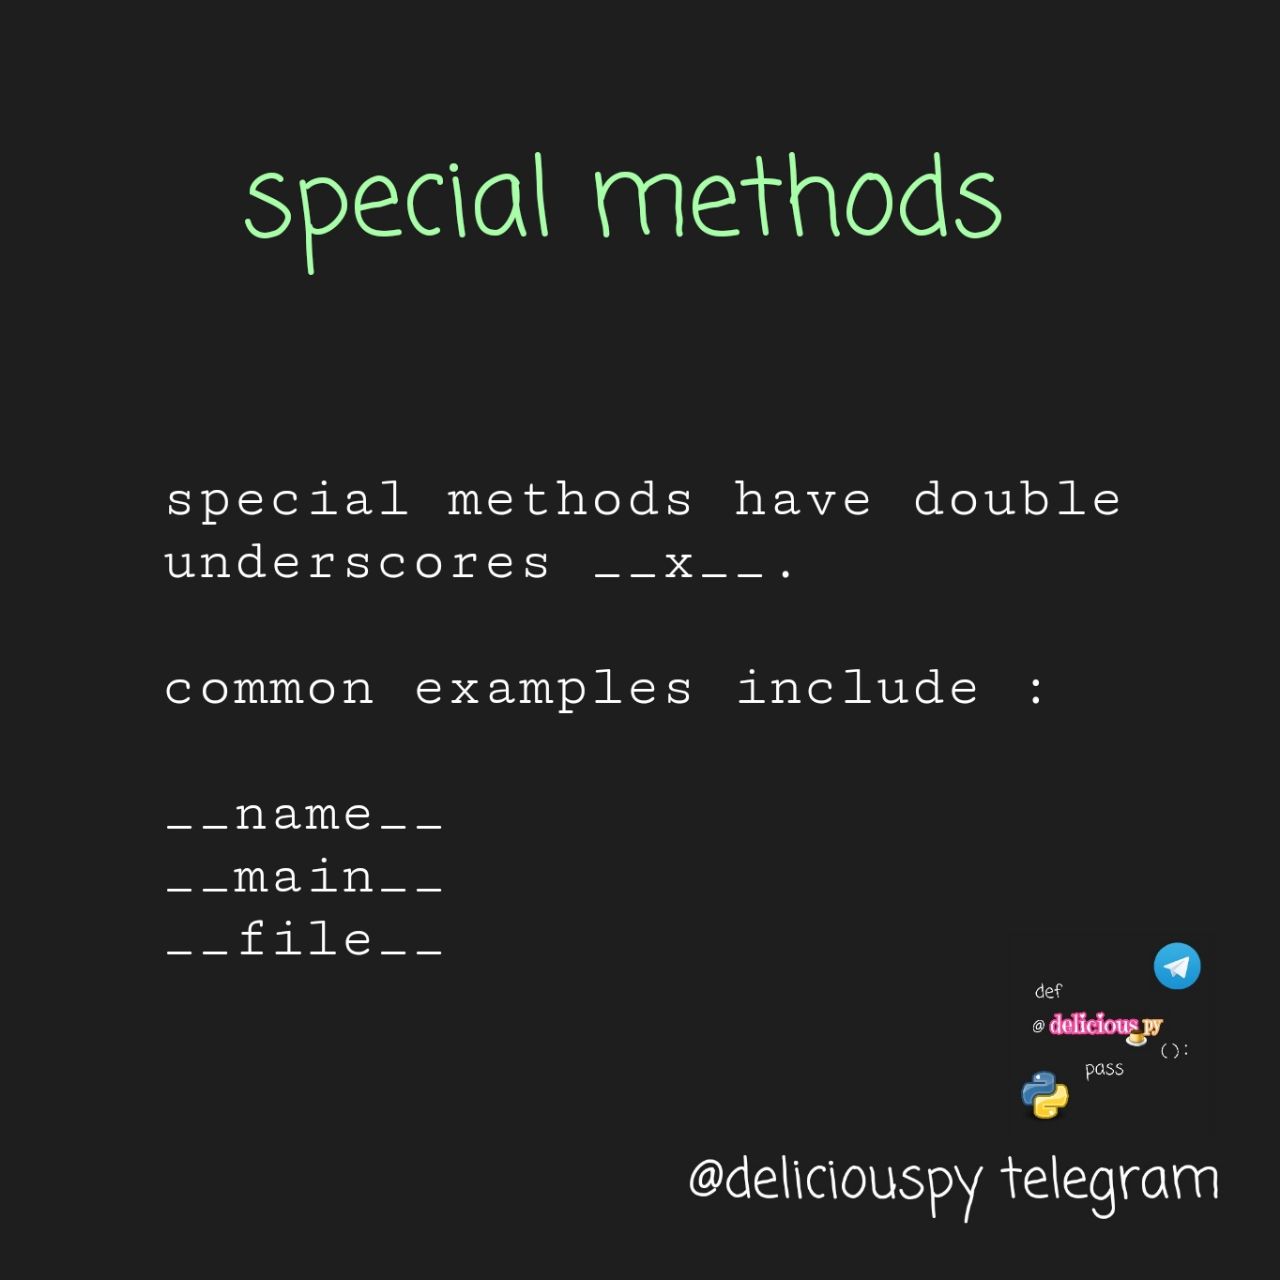 special methods
special methods have double
underscores __x__.
common examples include :
__name__
__main__
__file__
def
@ delicious py
():
pass
@deliciouspy telegram